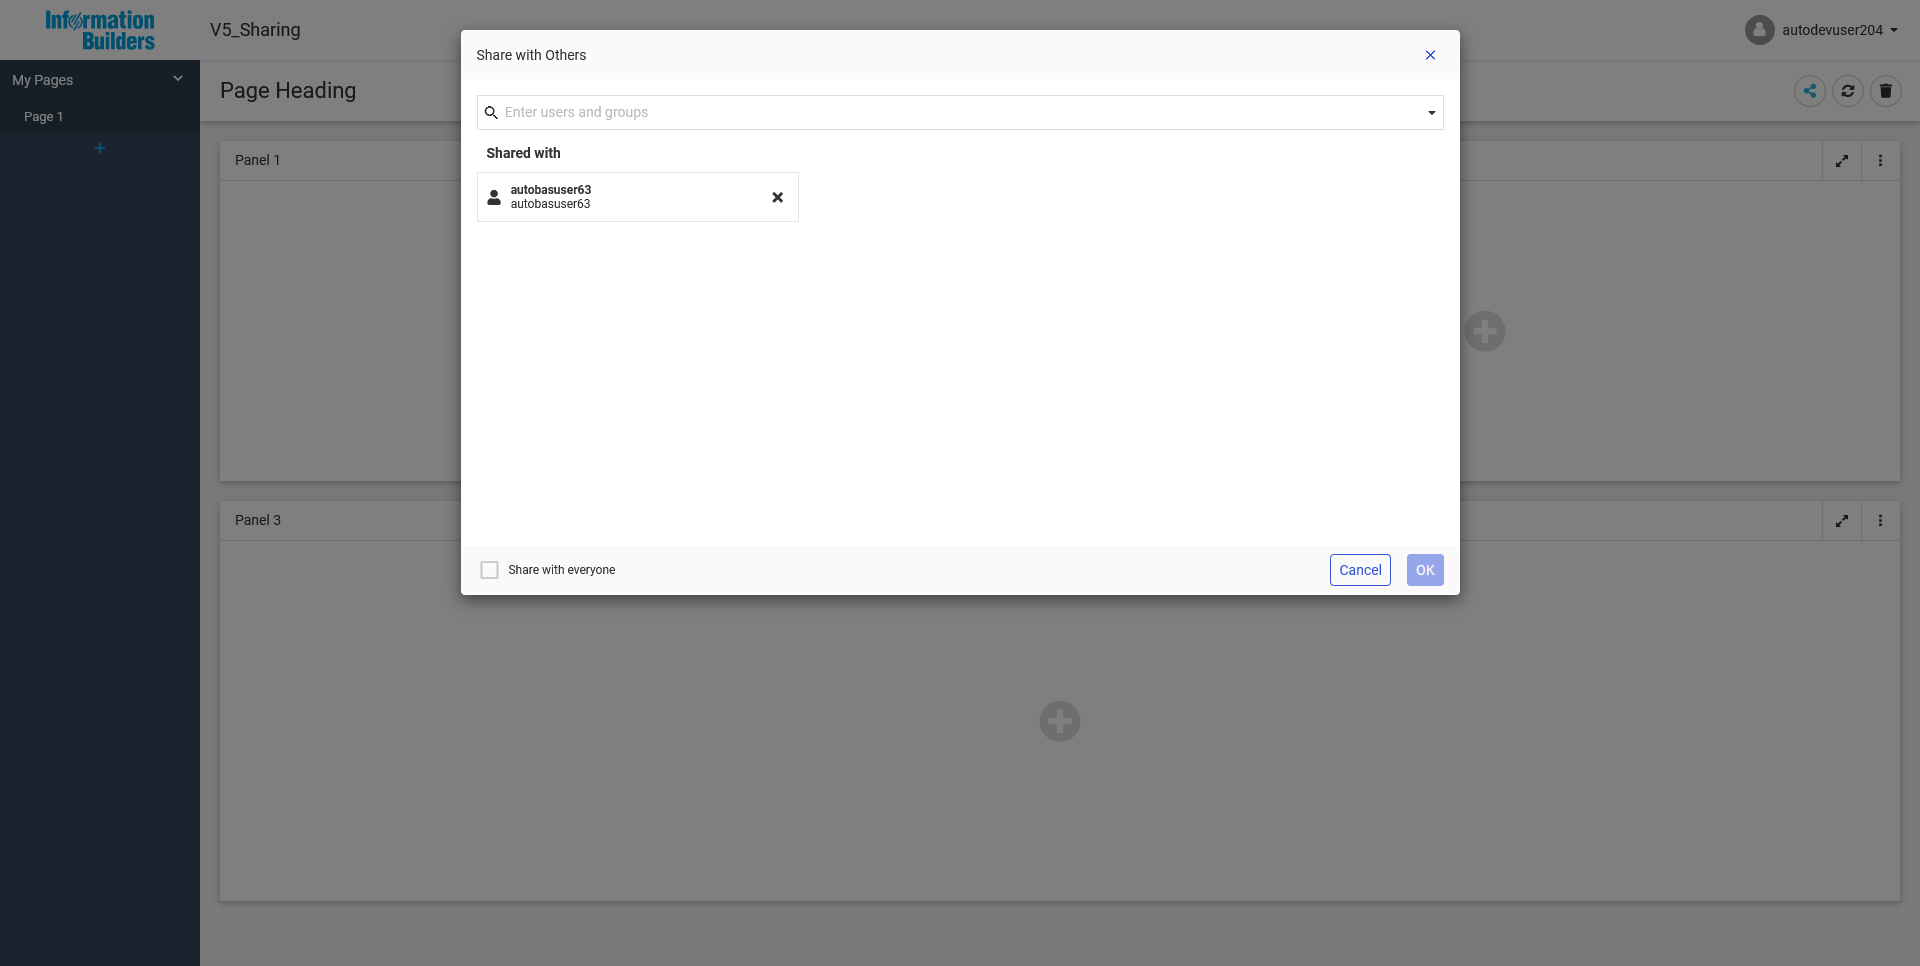 Information
Builders
V5_Sharing
autodevuser204
My Pages
Page 1
Page Heading
Panel 1
Panel 3
Share with Others
Enter users and groups
Shared with
autobasuser63
autobasuser63
Share with everyone
Cancel
OK